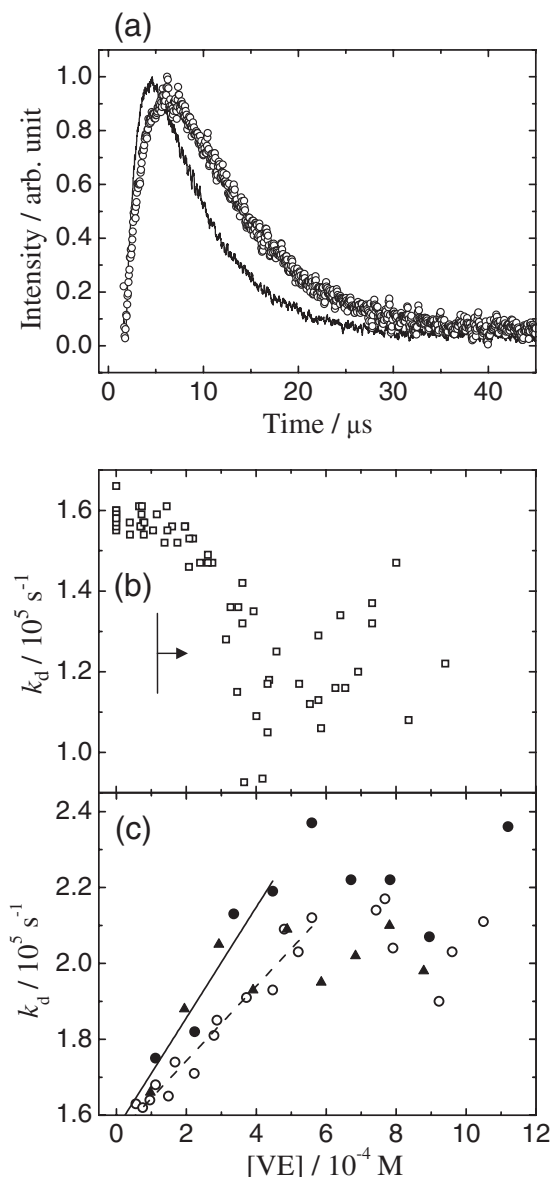 (a)
Intensity / arb. unit
1.0
0.8
0.6
0.4
0.2
0.0
0 10 20 30 40
Time / μs
(b)
k_d / 10^5 s^-1
1.6
1.4
1.2
1.0
(c)
k_d / 10^5 s^-1
2.4
2.2
2.0
1.8
1.6
0 2 4 6 8 10 12
[VE] / 10^-4 M